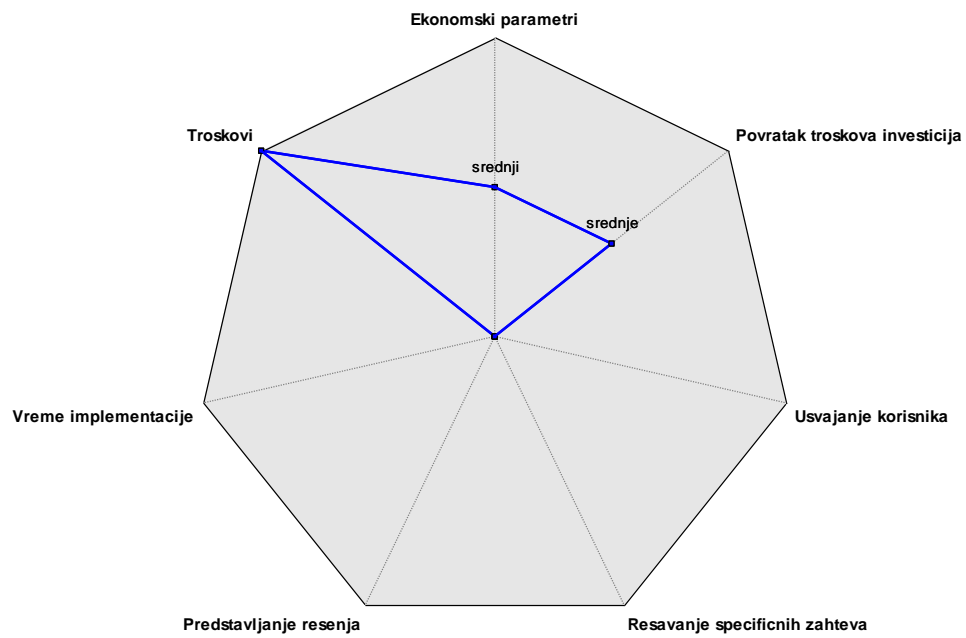 Ekonomski parametri
Troskovi
Povratak troskova investicija
srednji
srednje
Vreme implementacije
Usvajanje korisnika
Predstavljanje resenja
Resavanje specificnih zahteva